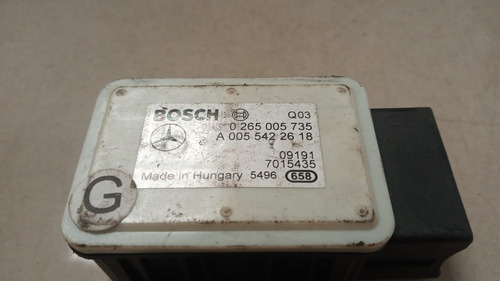 BOSCH Q03
0 265 005 735
A 005 542 26 18
09191
7015435
Made in Hungary 5496 658
G